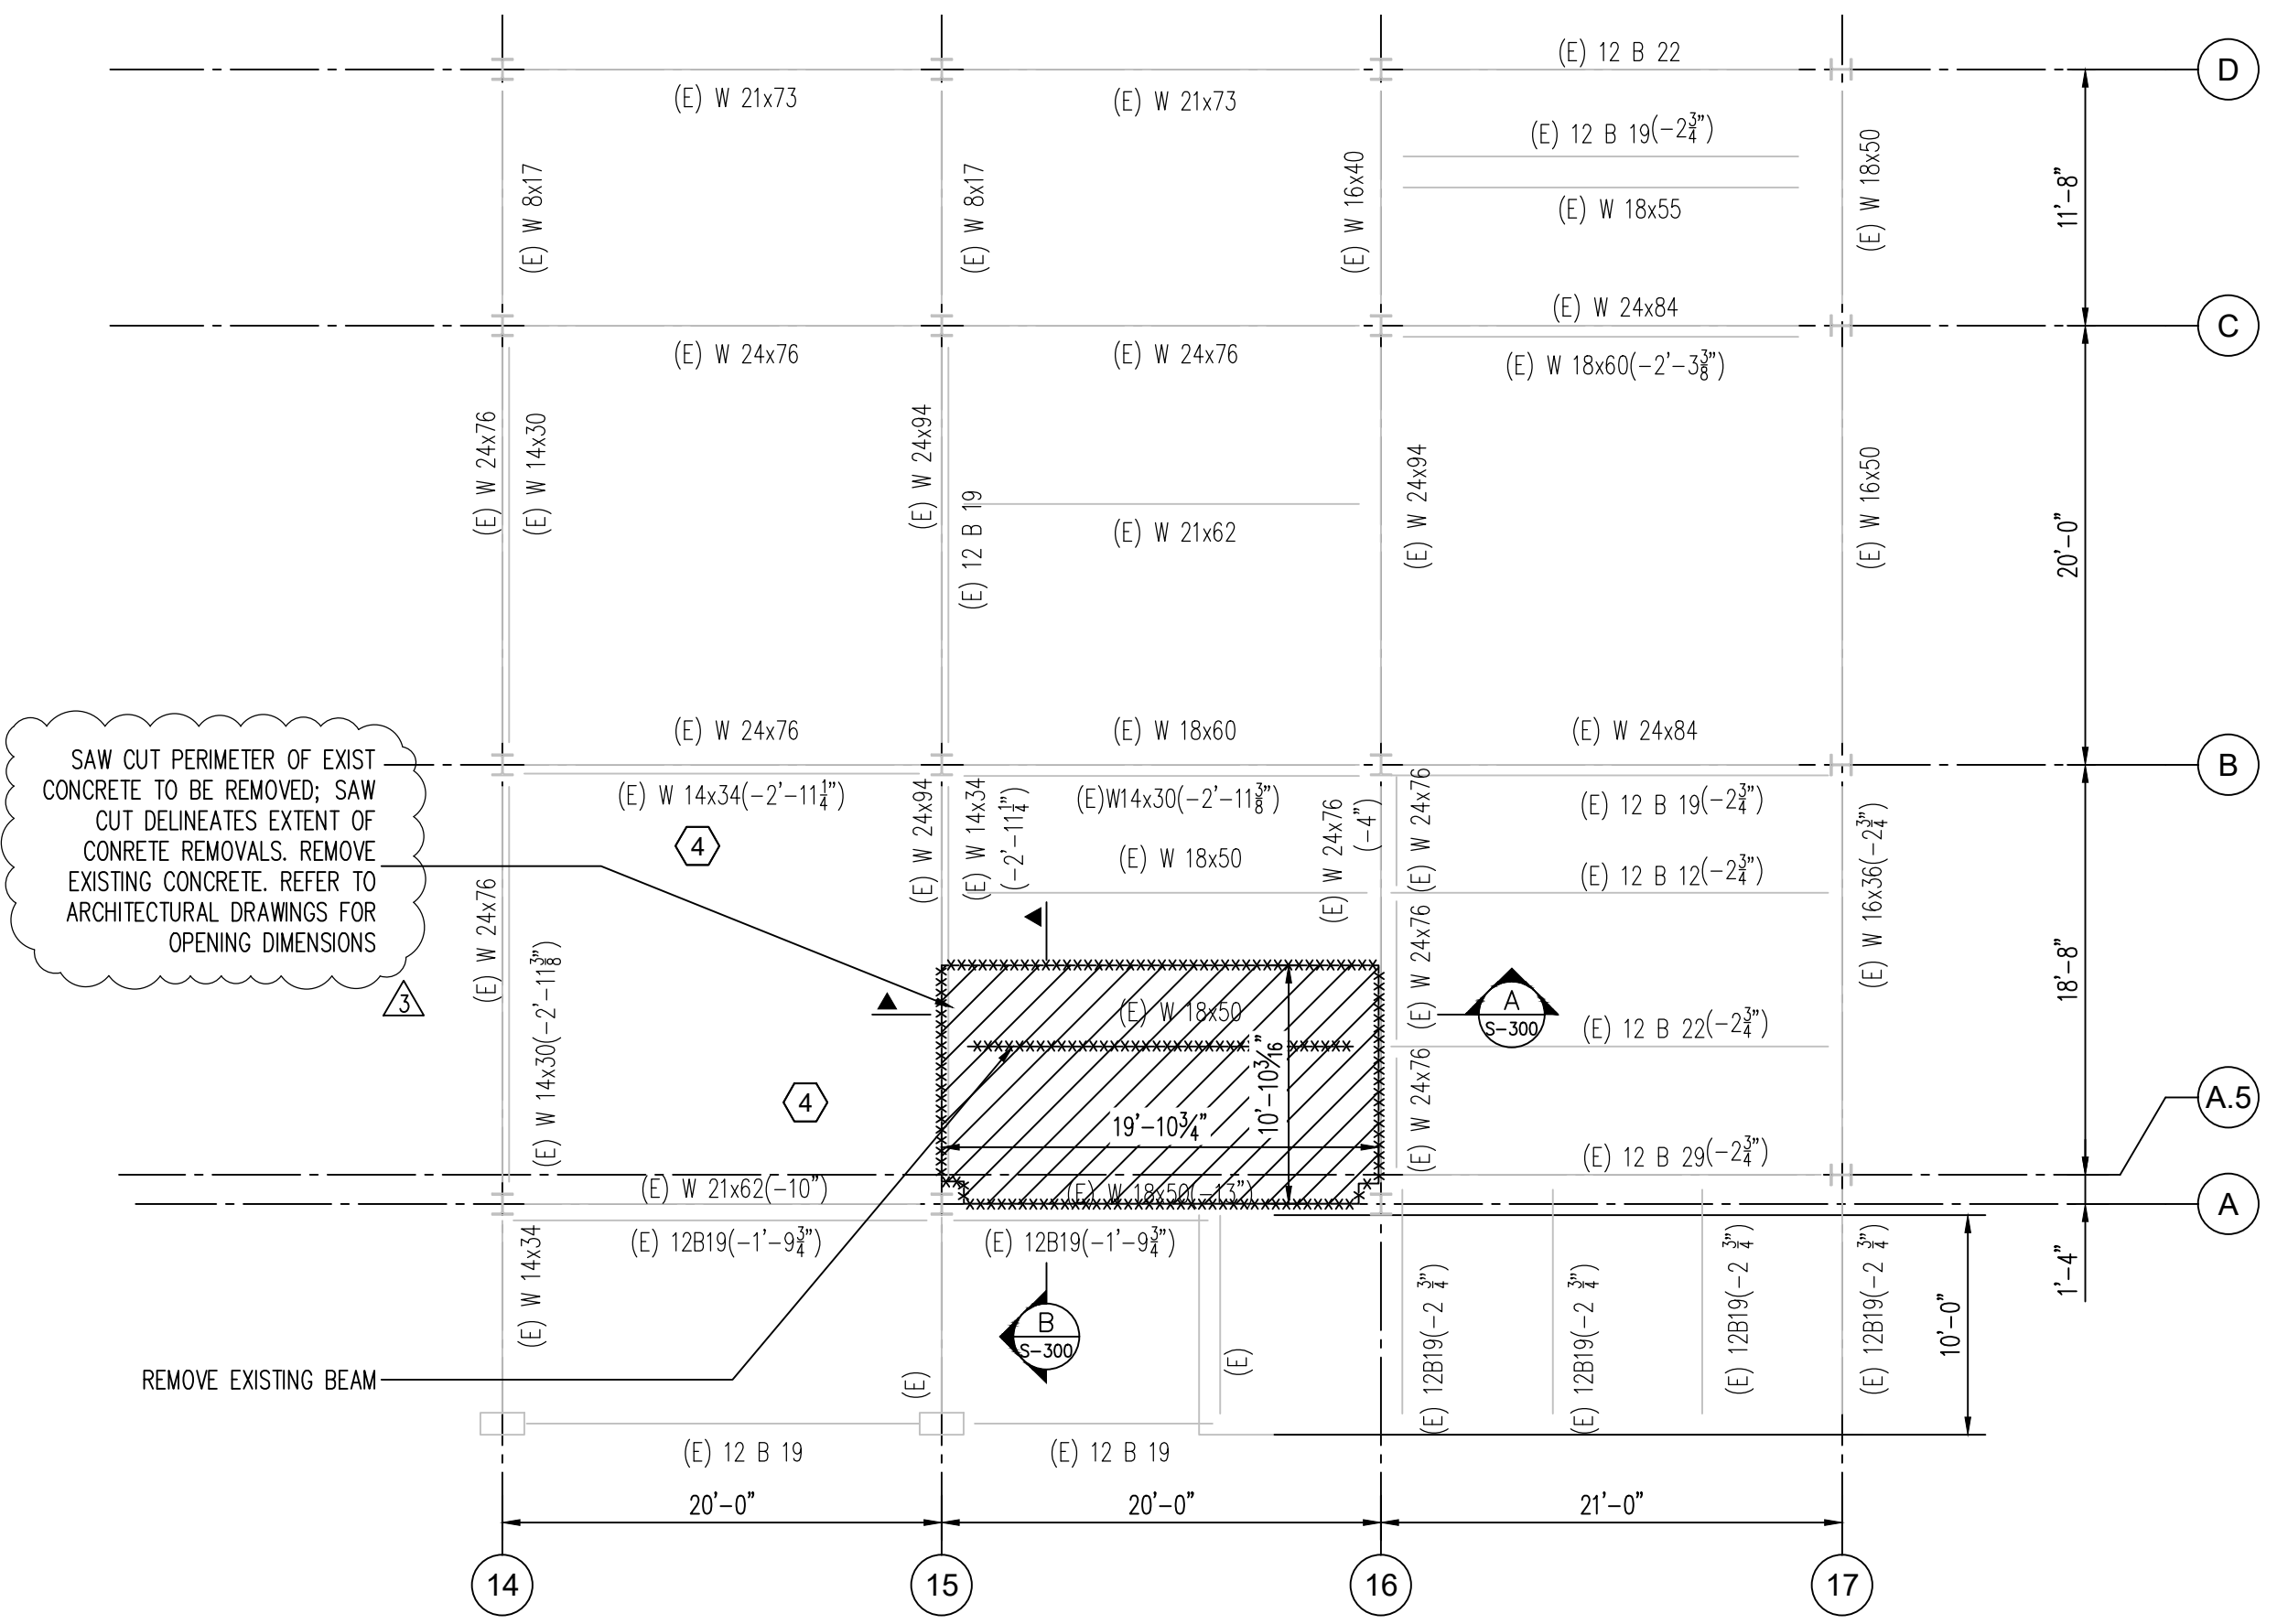 (E) 12 B 22
D
(E) W 21x73
(E) W 21x73
(E) 12 B 19(-2¾")
(E) W 8x17
(E) W 8x17
(E) W 16x40
(E) W 18x55
(E) W 18x50
11'-8"
(E) W 24x84
C
(E) W 24x76
(E) W 24x76
(E) W 18x60(-2'-3⅜")
(E) W 24x76
(E) W 14x30
(E) W 24x94
(E) 12 B 19
(E) W 21x62
(E) W 24x94
(E) W 16x50
20'-0"
(E) W 24x76
(E) W 18x60
(E) W 24x84
B
SAW CUT PERIMETER OF EXIST
CONCRETE TO BE REMOVED; SAW
CUT DELINEATES EXTENT OF
CONRETE REMOVALS. REMOVE
EXISTING CONCRETE. REFER TO
ARCHITECTURAL DRAWINGS FOR
OPENING DIMENSIONS
3
(E) W 14x34(-2'-11¼")
4
(E) W 24x94
(E) W 14x34
(-2'-11¼")
(E)W14x30(-2'-11⅜")
(E) W 18x50
(E) W 24x76
(-4")
(E) W 24x76
(E) 12 B 19(-2¾")
(E) 12 B 12(-2¾")
(E) W 16x36(-2¾")
18'-8"
(E) W 24x76
(E) W 14x30(-2'-11⅜")
(E) W 18x50
(E) W 24x76
A
S-300
(E) 12 B 22(-2¾")
4
10'-10³⁄₁₆"
19'-10¾"
(E) W 24x76
A.5
(E) 12 B 29(-2¾")
(E) W 21x62(-10")
(E) W 18x50(-13")
A
(E) 12B19(-1'-9¾")
(E) 12B19(-1'-9¾")
(E) W 14x34
B
S-300
(E)
(E)
(E) 12B19(-2 ¾")
(E) 12B19(-2 ¾")
(E) 12B19(-2 ¾")
(E) 12B19(-2 ¾")
10'-0"
1'-4"
REMOVE EXISTING BEAM
(E) 12 B 19
(E) 12 B 19
20'-0"
20'-0"
21'-0"
14
15
16
17